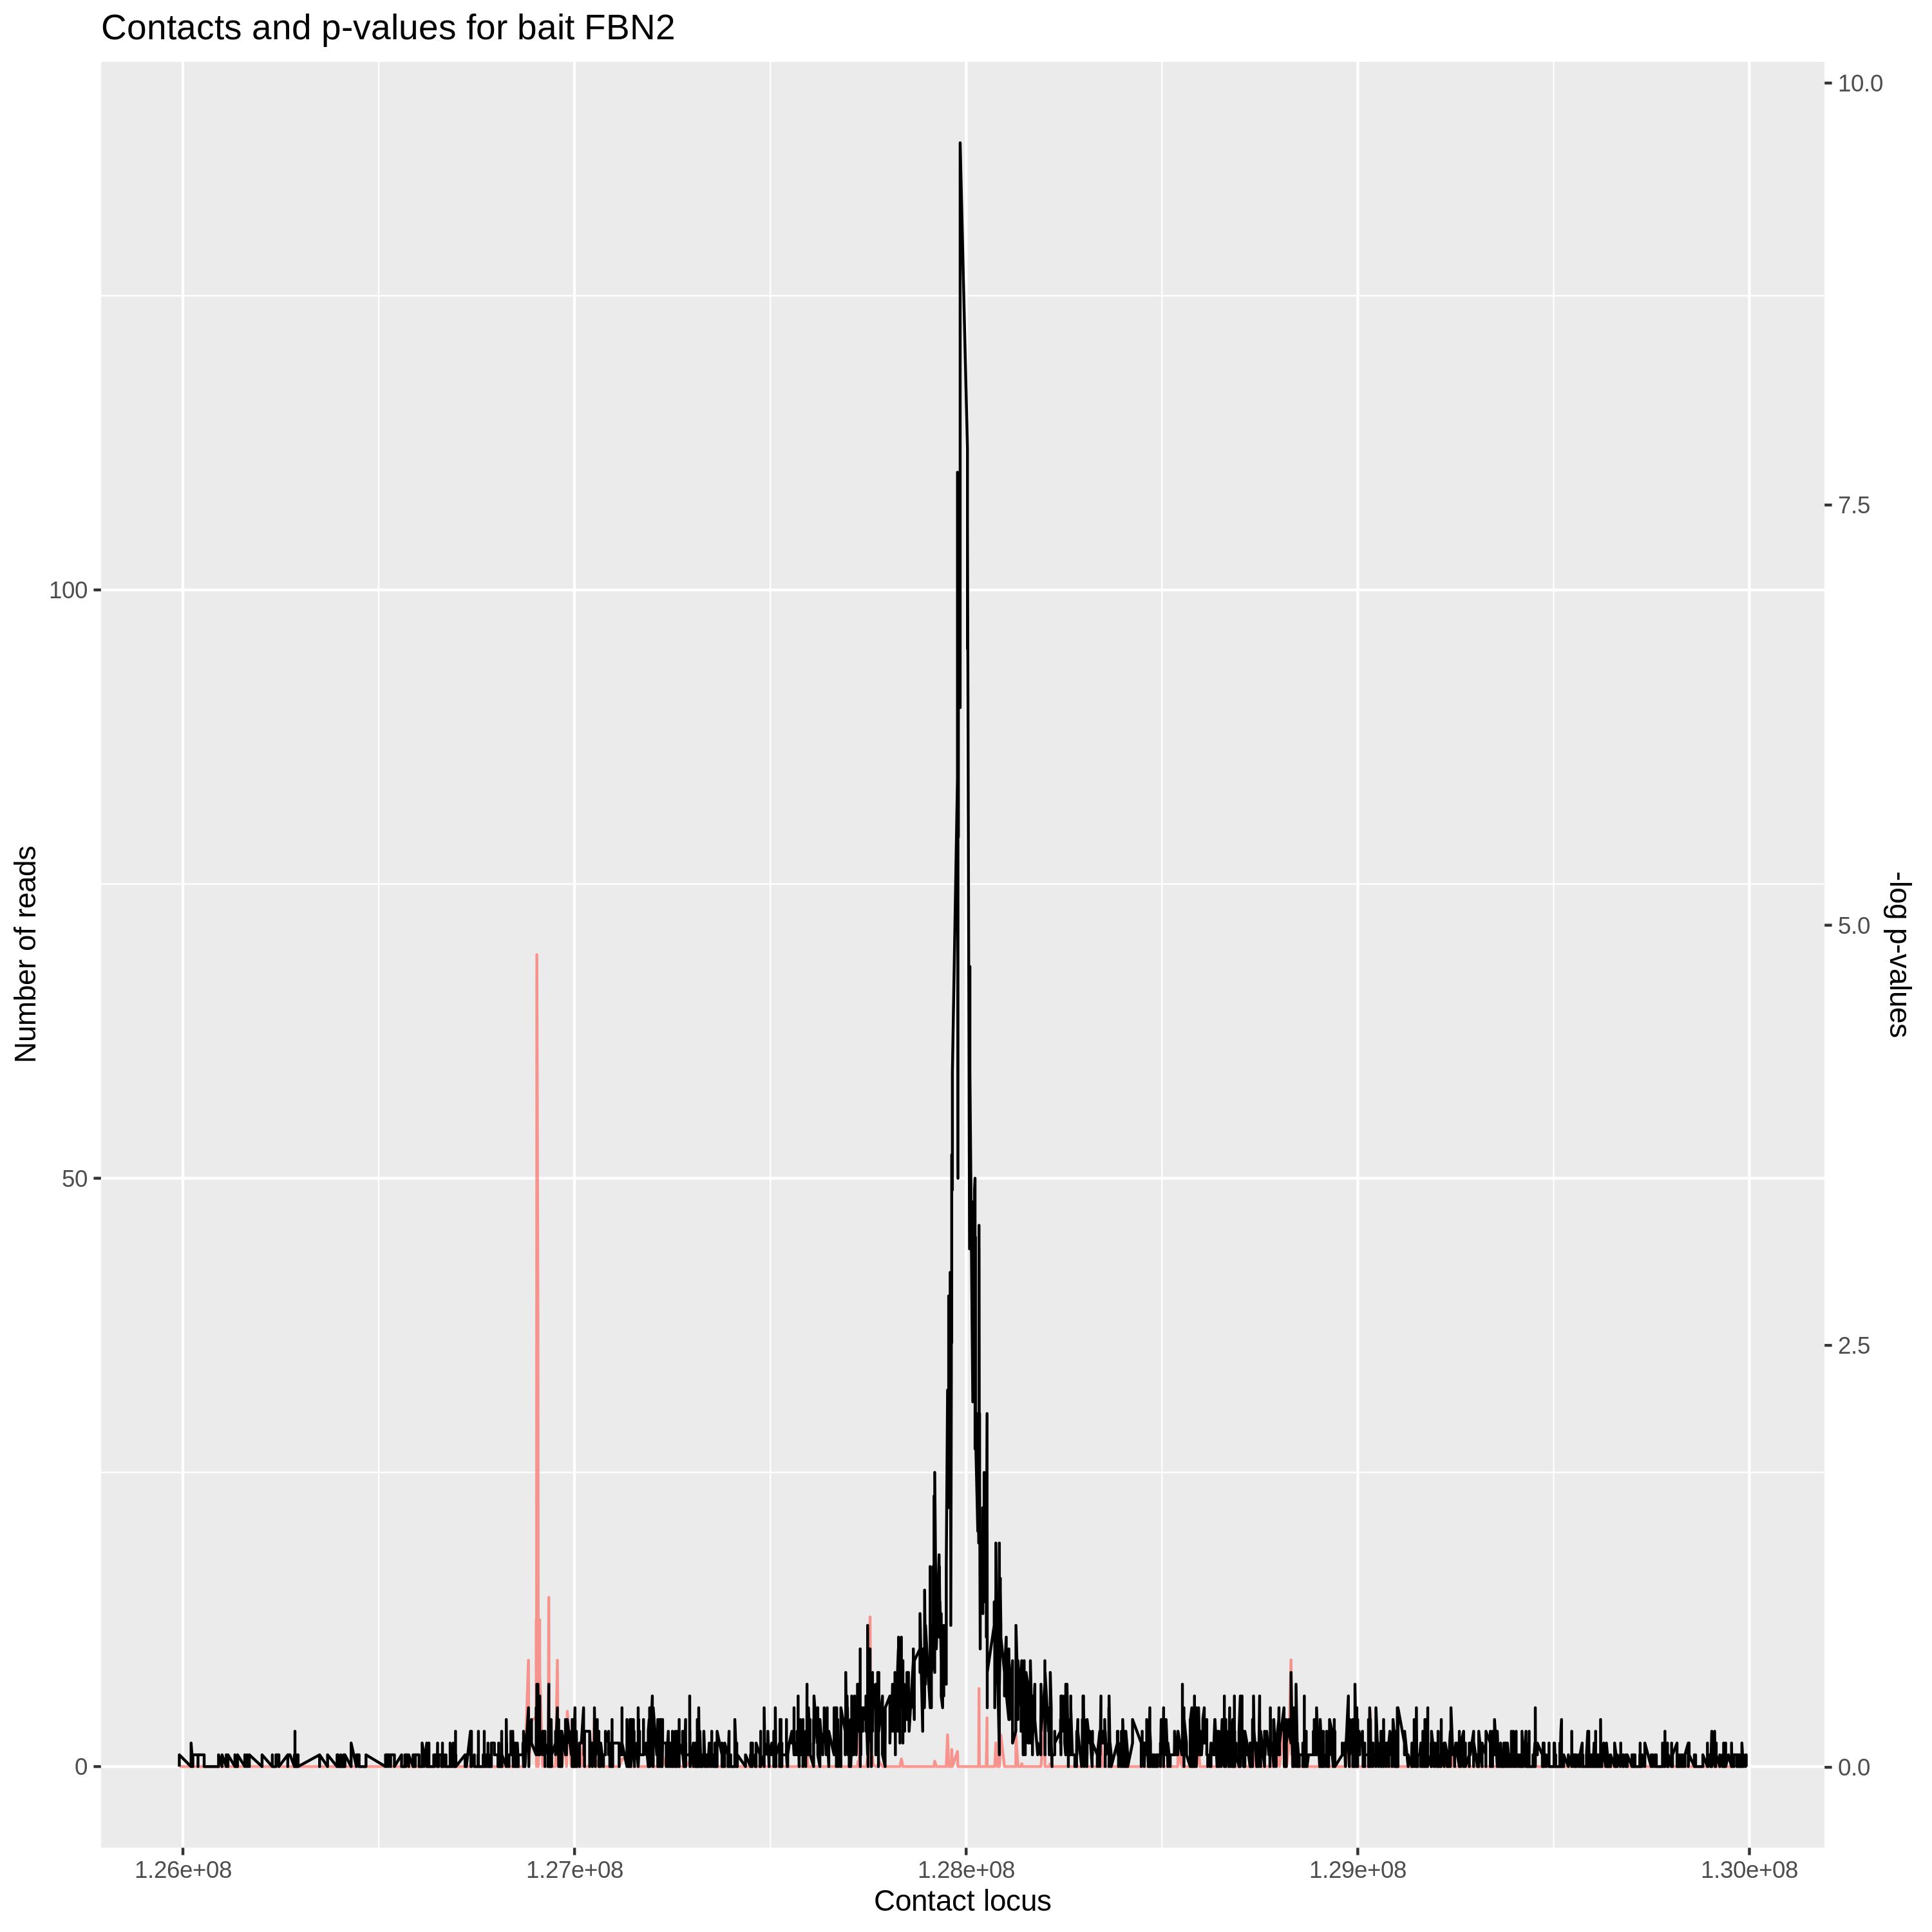 Contacts and p-values for bait FBN2
10.0
7.5
100
Number of reads
-log p-values
5.0
50
2.5
0
0.0
1.26e+08
1.27e+08
1.28e+08
1.29e+08
1.30e+08
Contact locus